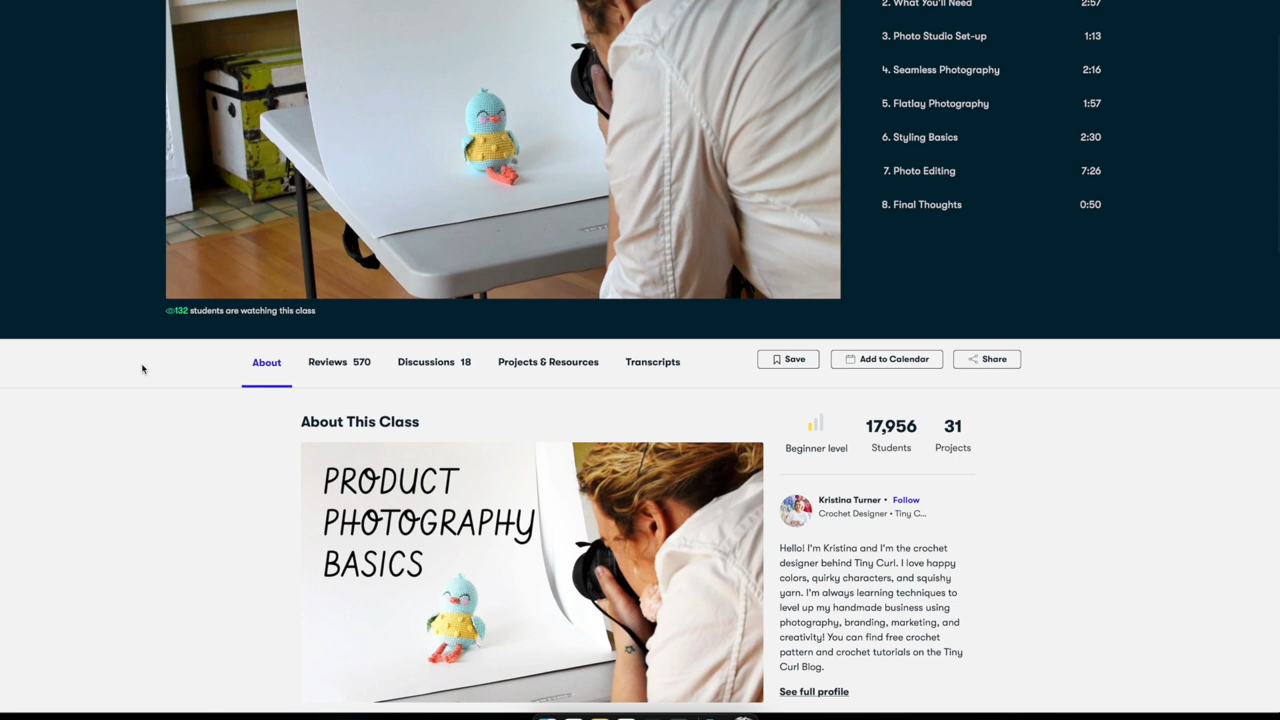 2. What You'll Need 2:57
3. Photo Studio Set-up 1:13
4. Seamless Photography 2:16
5. Flatlay Photography 1:57
6. Styling Basics 2:30
7. Photo Editing 7:26
8. Final Thoughts 0:50
132 students are watching this class
About Reviews 570 Discussions 18 Projects & Resources Transcripts Save Add to Calendar Share
About This Class
PRODUCT
PHOTOGRAPHY
BASICS
Beginner level
17,956
Students
31
Projects
Kristina Turner • Follow
Crochet Designer • Tiny C...
Hello! I'm Kristina and I'm the crochet
designer behind Tiny Curl. I love happy
colors, quirky characters, and squishy
yarn. I'm always learning techniques to
level up my handmade business using
photography, branding, marketing, and
creativity! You can find free crochet
pattern and crochet tutorials on the Tiny
Curl Blog.
See full profile